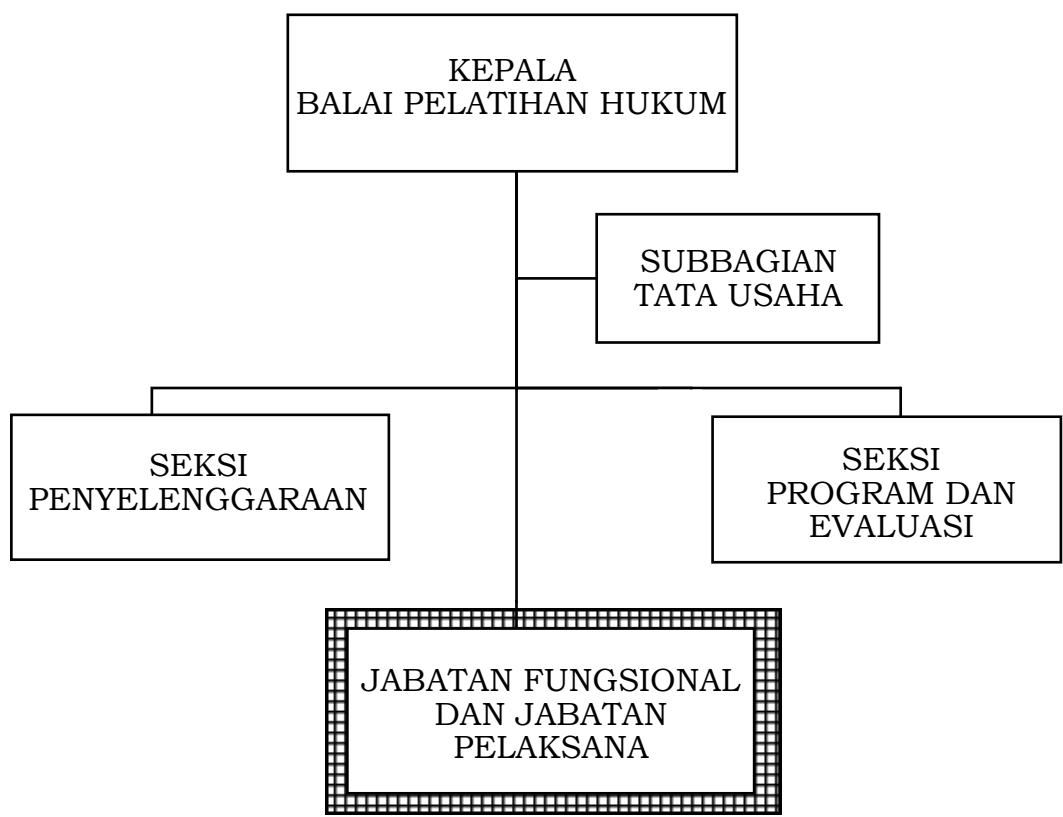 KEPALA
BALAI PELATIHAN HUKUM
SUBBAGIAN
TATA USAHA
SEKSI
PENYELENGGARAAN
SEKSI
PROGRAM DAN
EVALUASI
JABATAN FUNGSIONAL
DAN JABATAN
PELAKSANA